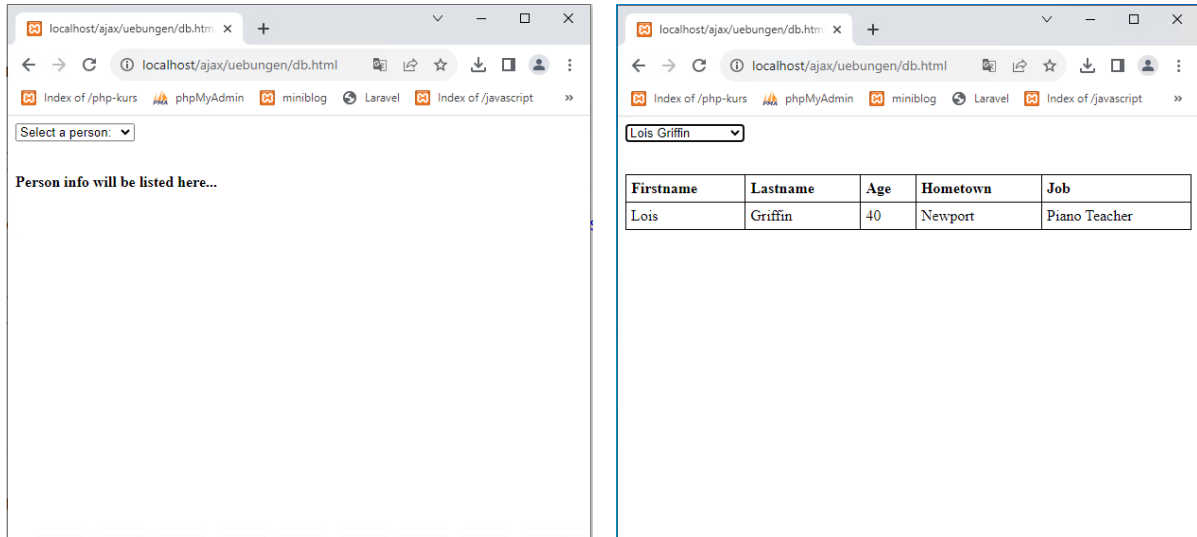 localhost/ajax/uebungen/db.htm
localhost/ajax/uebungen/db.html
Index of /php-kurs phpMyAdmin miniblog Laravel Index of /javascript »
Select a person:
Person info will be listed here...
localhost/ajax/uebungen/db.htm
localhost/ajax/uebungen/db.html
Index of /php-kurs phpMyAdmin miniblog Laravel Index of /javascript »
Lois Griffin
Firstname Lastname Age Hometown Job
Lois Griffin 40 Newport Piano Teacher